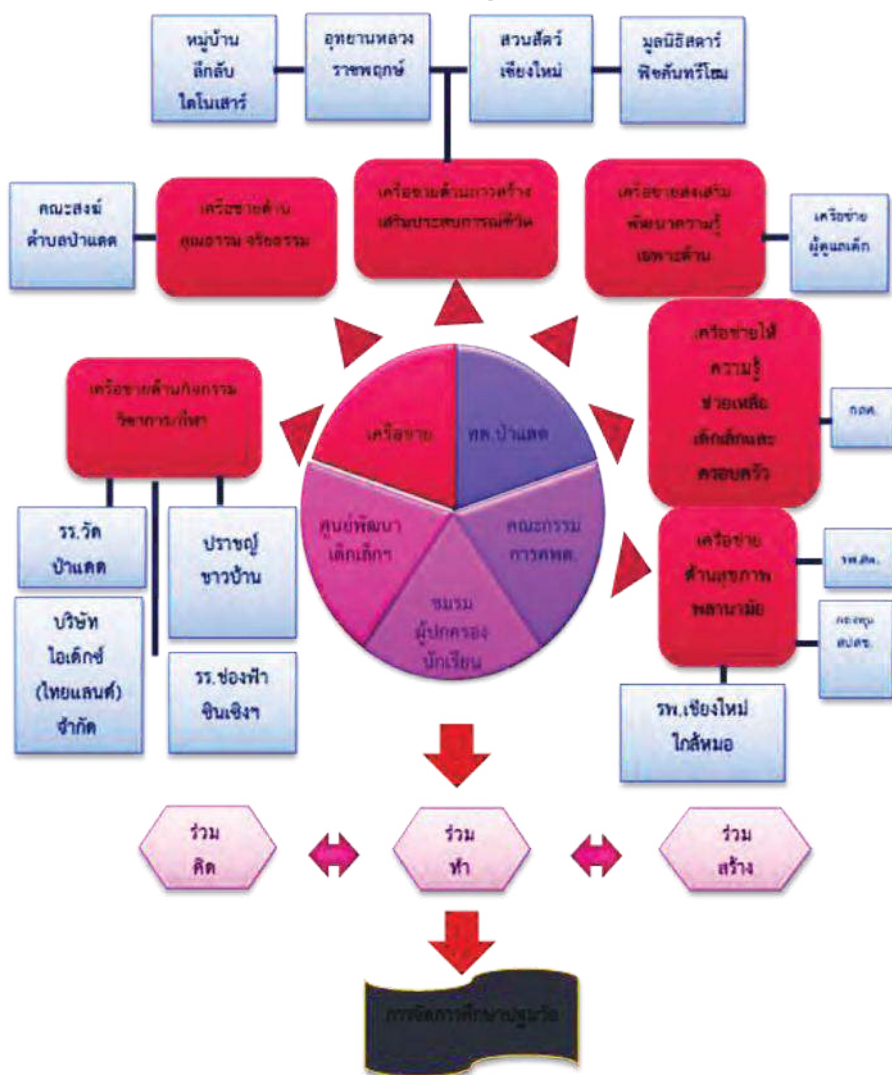 หมู่บ้าน
ลึกลับ
ไดโนเสาร์
อุทยานหลวง
ราชพฤกษ์
สวนสัตว์
เชียงใหม่
มูลนิธิสตาร์
ฟิชคันทรีโฮม
คณะสงฆ์
ตำบลป่าแดด
เครือข่ายด้าน
คุณธรรม จริยธรรม
เครือข่ายด้านการสร้าง
เสริมประสบการณ์ชีวิต
เครือข่ายส่งเสริม
พัฒนาความรู้
เฉพาะด้าน
เครือข่าย
ผู้ดูแลเด็ก
เครือข่ายด้านกิจกรรม
วิชาการ/กีฬา
เครือข่ายให้
ความรู้
ช่วยเหลือ
เด็กเล็กและ
ครอบครัว
เครือข่าย
ทต.ป่าแดด
ศูนย์พัฒนา
เด็กเล็กฯ
คณะกรรม
การศพด.
ชมรม
ผู้ปกครอง
นักเรียน
รร.วัด
ป่าแดด
ปราชญ์
ชาวบ้าน
บริษัท
ไอเด็กซ์
(ไทยแลนด์)
จำกัด
รร.ช่องฟ้า
ซินเซิงฯ
เครือข่าย
ด้านสุขภาพ
พลานามัย
รพ.สต.
กองทุน
สปสช.
รพ.เชียงใหม่
ใกล้หมอ
ร่วม
คิด
ร่วม
ทำ
ร่วม
สร้าง
การจัดการศึกษาปฐมวัย